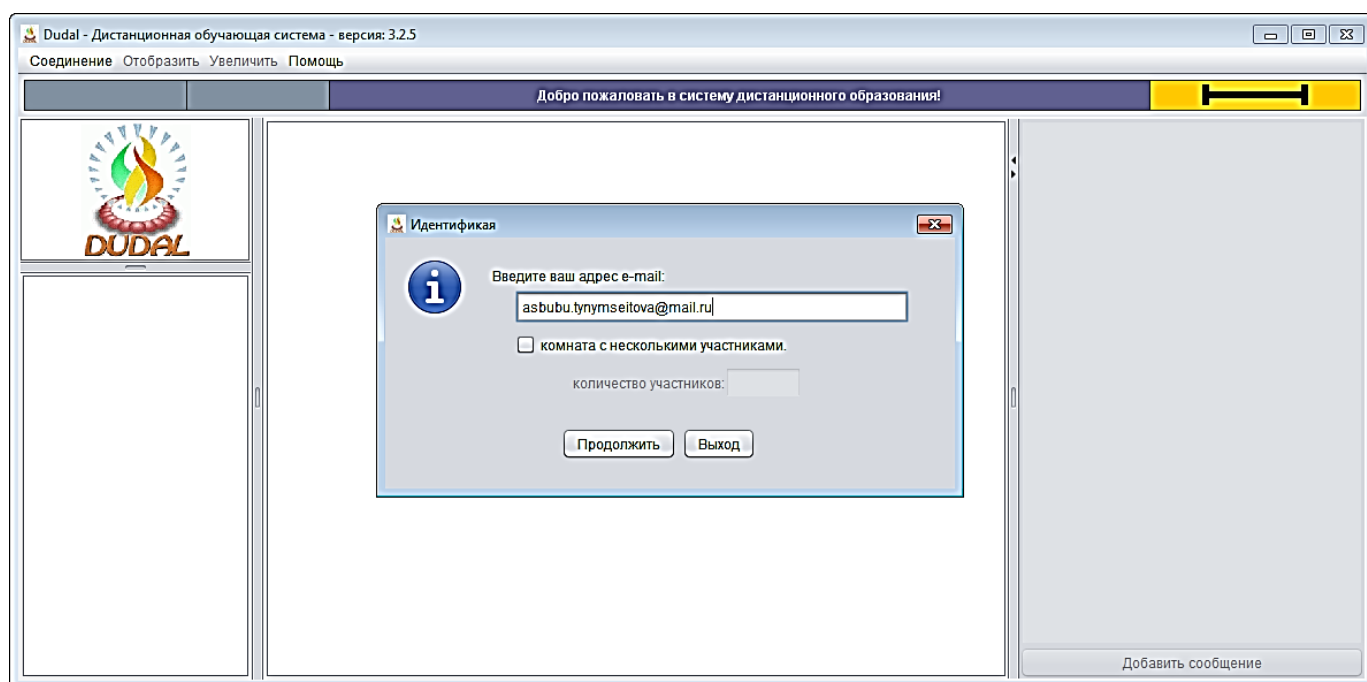 Dudal - Дистанционная обучающая система - версия: 3.2.5
Соединение Отобразить Увеличить Помощь
Добро пожаловать в систему дистанционного образования!
DUDAL
Идентификая
Введите ваш адрес e-mail:
asbubu.tynymseitova@mail.ru
комната с несколькими участниками.
количество участников:
Продолжить Выход
Добавить сообщение